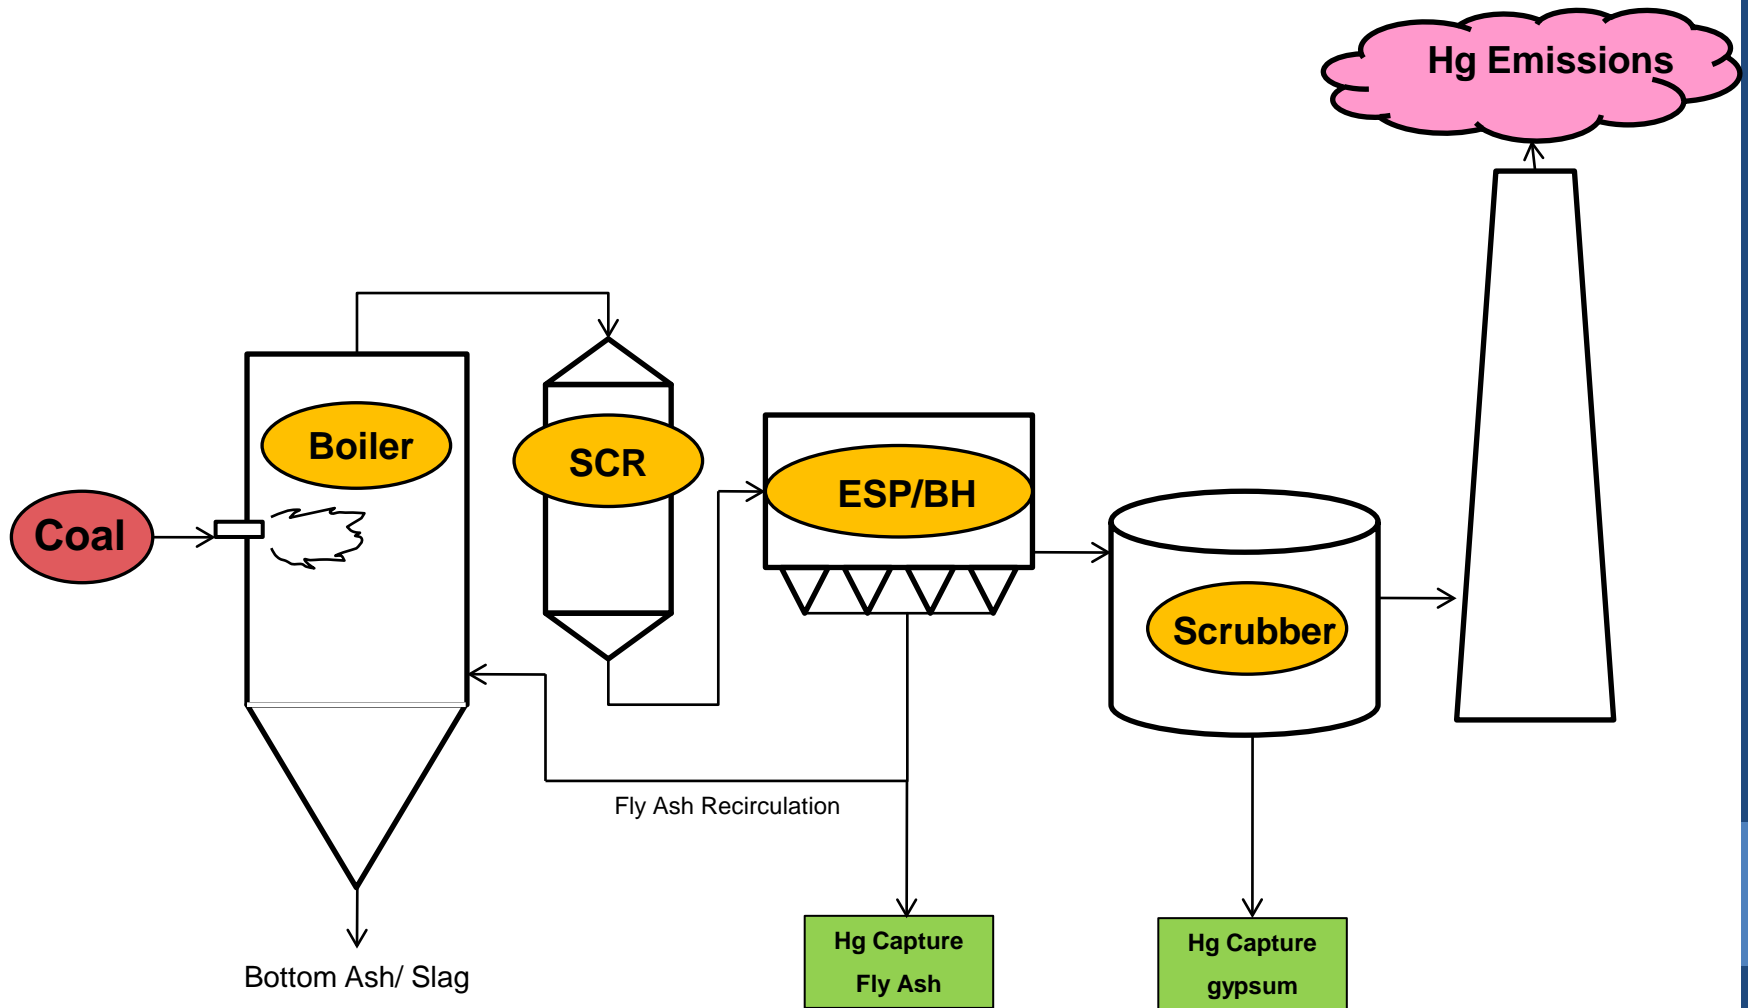 Hg Emissions
Boiler
SCR
ESP/BH
Coal
Scrubber
Fly Ash Recirculation
Hg Capture
Fly Ash
Hg Capture
gypsum
Bottom Ash/ Slag